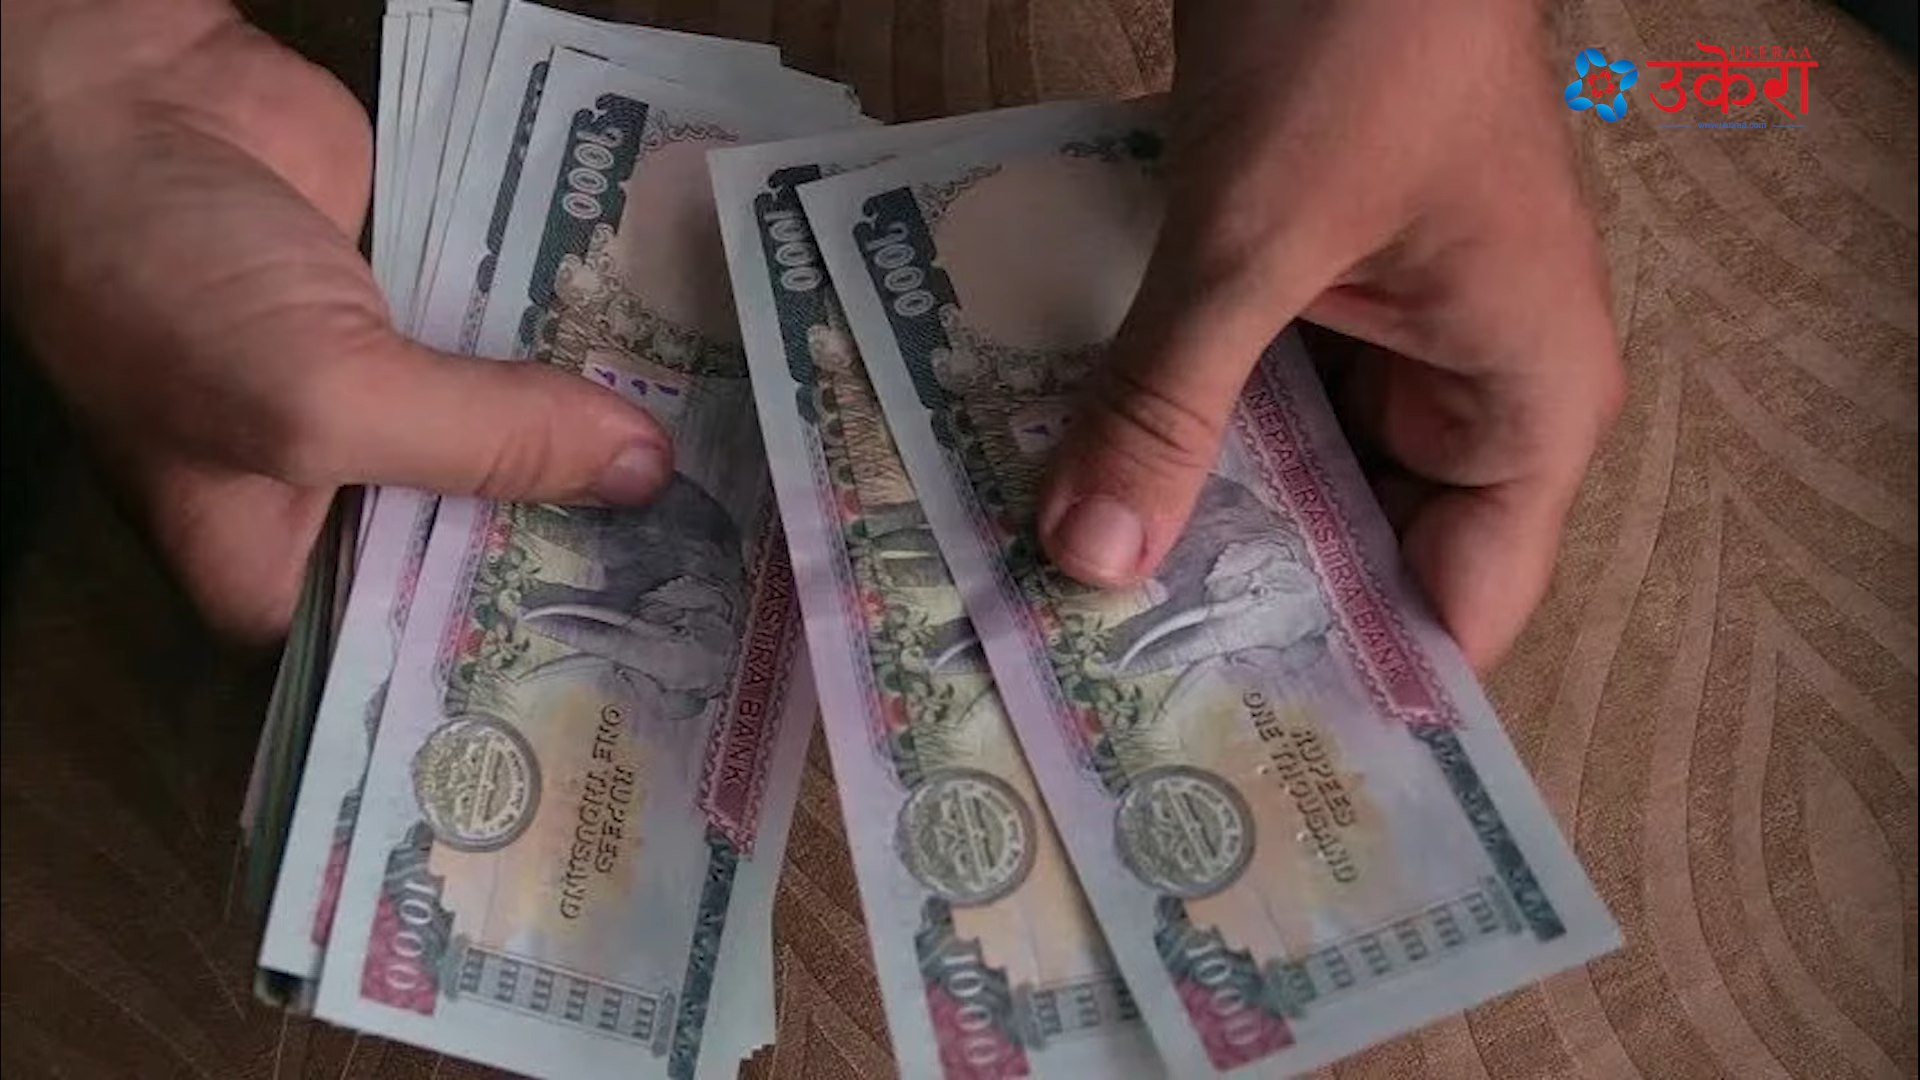 UKERAA
उकेरा
1000
1000
1000
RASTRA BANK
NEPAL RASTRA BANK
RUPEES
ONE THOUSAND
RUPEES
ONE THOUSAND
1000
1000
1000